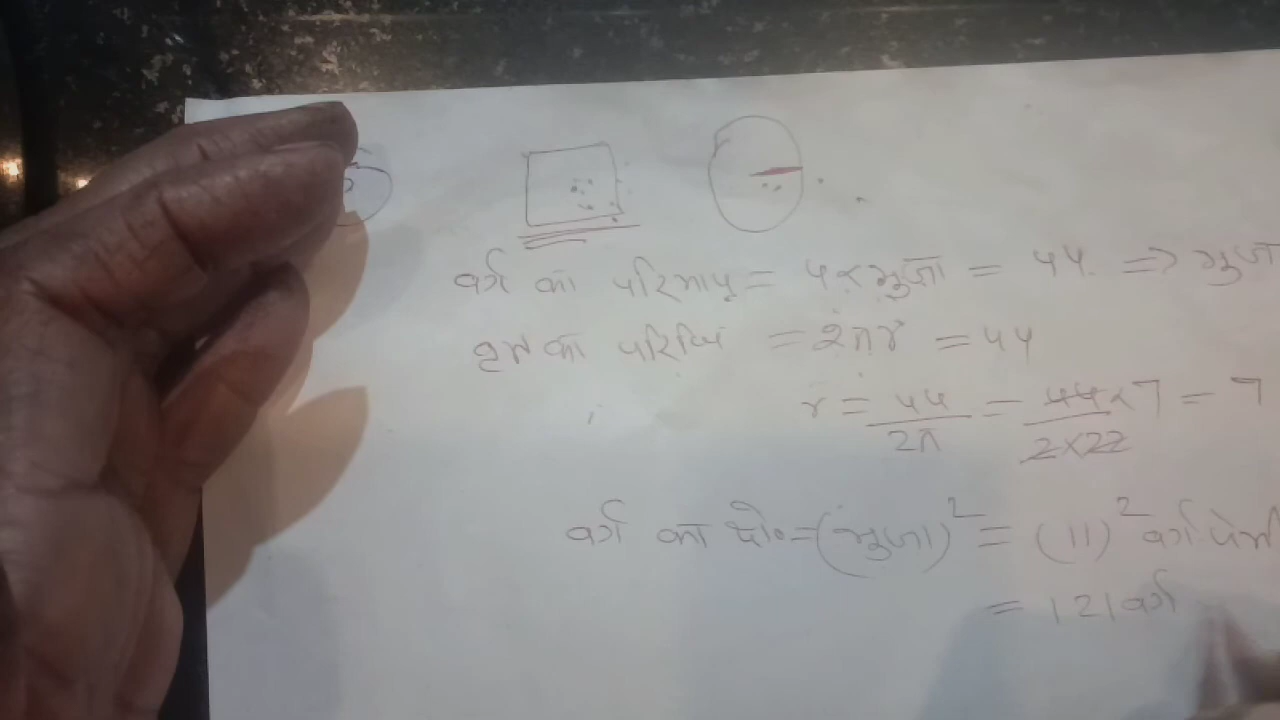 वर्ग का परिमाप = 4×भुजा = 44 => भुजा
वृत्त का परिधि = 2πr = 44
r = 44/2π = 44×7/2×22 = 7
वर्ग का क्षे॰ = (भुजा)² = (11)² वर्ग
= 121 वर्ग